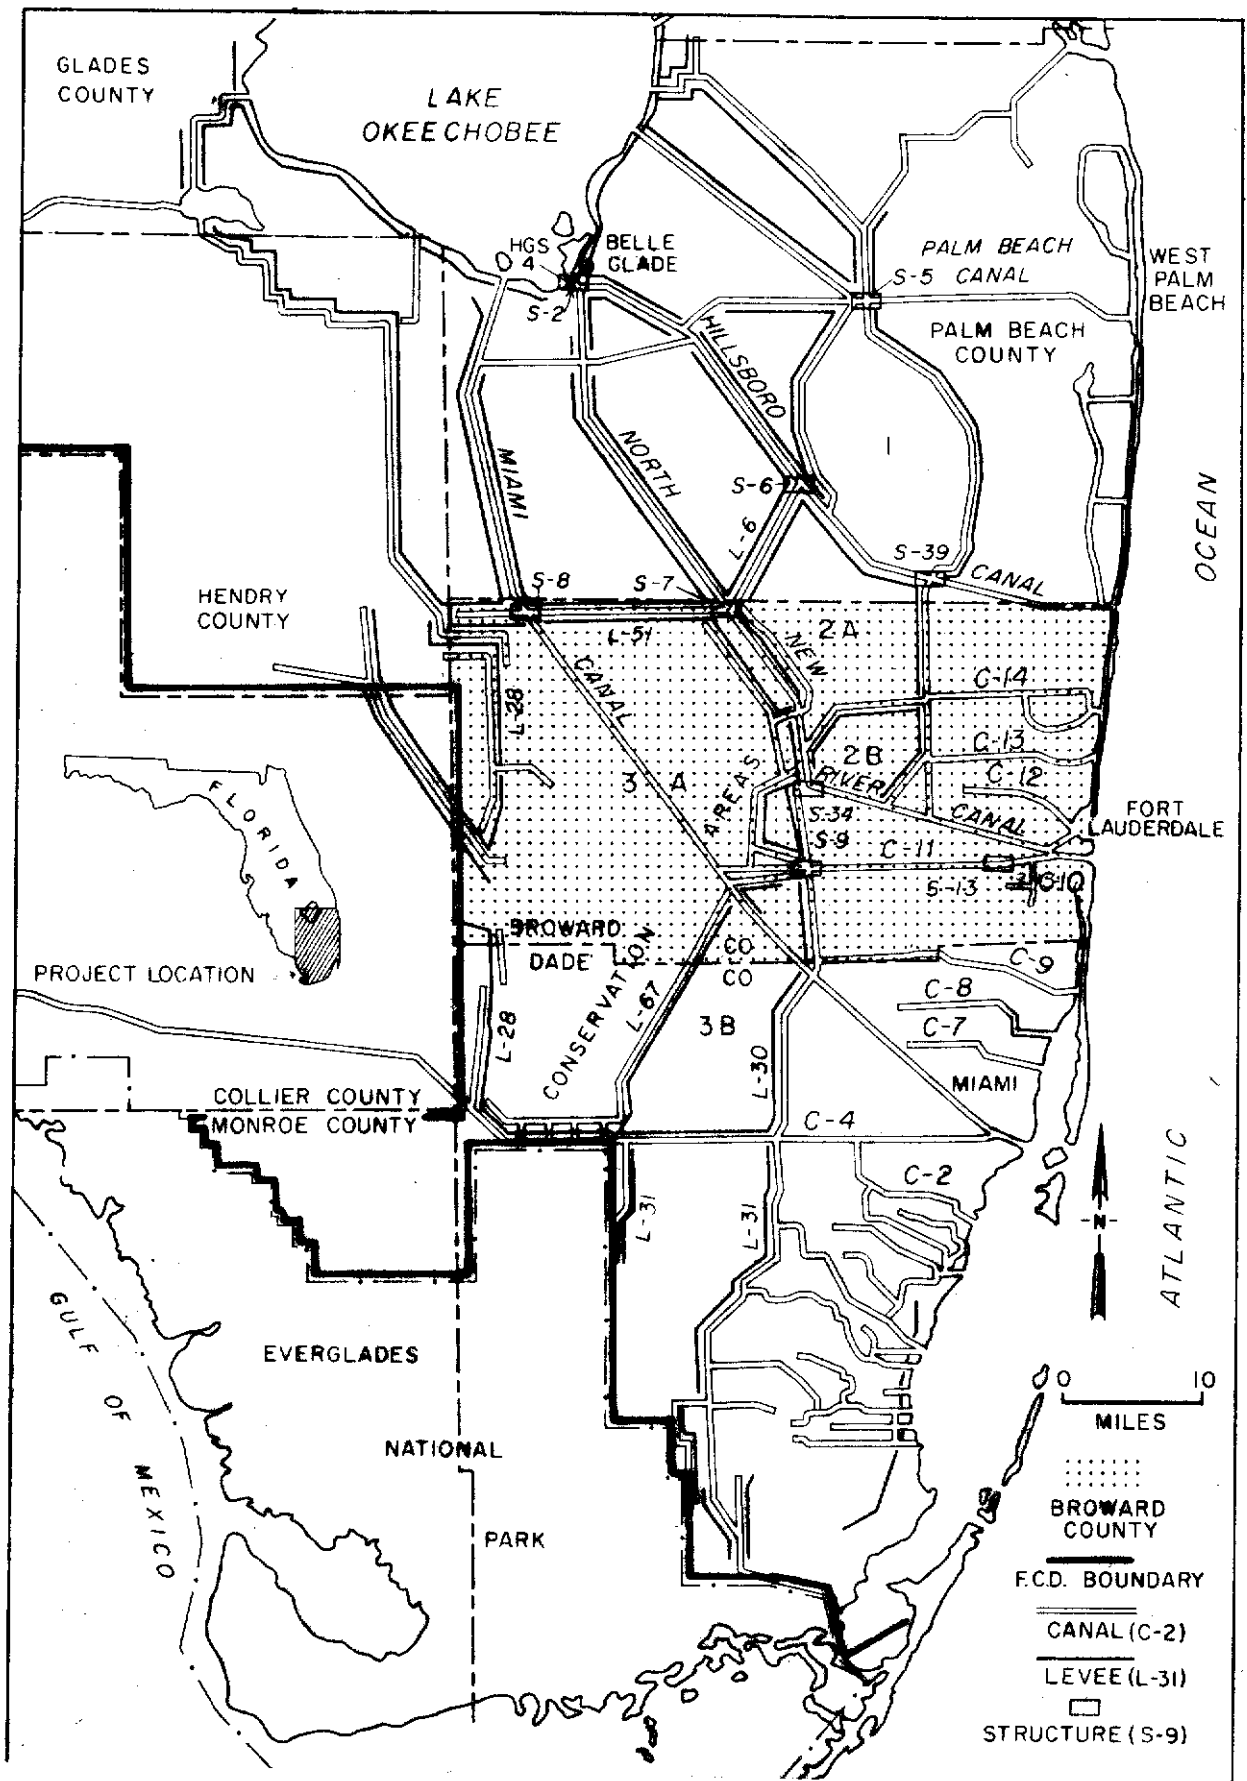 GLADES
COUNTY
LAKE
OKEECHOBEE
HGS
4
BELLE
GLADE
S-2
PALM BEACH
S-5 CANAL
WEST
PALM
BEACH
PALM BEACH
COUNTY
HILLSBORO
MIAMI
NORTH
1
S-6
L-6
OCEAN
S-39
CANAL
S-8
S-7
HENDRY
COUNTY
L-51
2A
NEW
CANAL
C-14
L-28
C-13
2B
C-12
3 A
AREAS
RIVER
FLORIDA
S-34
CANAL
FORT
LAUDERDALE
S-9
C-11
S-13
C-10
BROWARD
CO
DADE
CO
PROJECT LOCATION
CONSERVATION
C-9
C-8
L-67
3B
C-7
L-28
L-30
MIAMI
COLLIER COUNTY
MONROE COUNTY
C-4
C-2
L-31
L-31
-N-
ATLANTIC
GULF OF MEXICO
EVERGLADES
NATIONAL
PARK
0 10
MILES
BROWARD
COUNTY
F.C.D. BOUNDARY
CANAL (C-2)
LEVEE (L-31)
STRUCTURE (S-9)